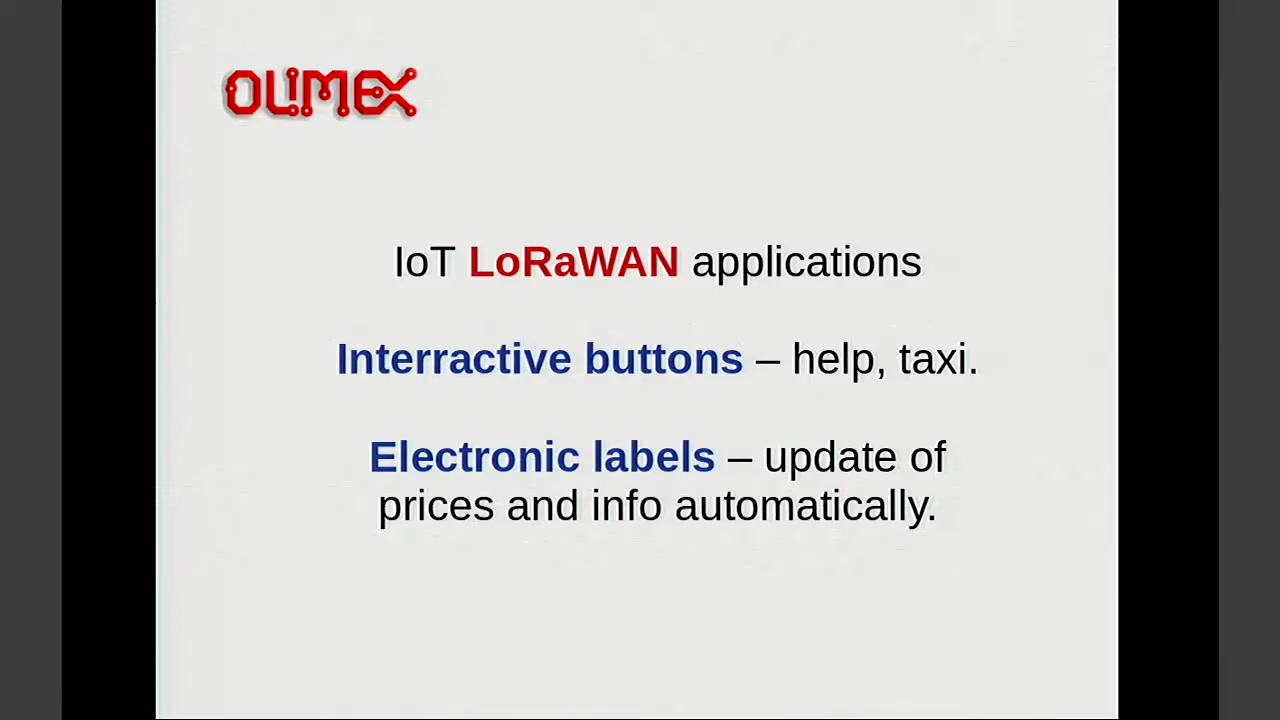 OLIMEX
IoT LoRaWAN applications
Interractive buttons – help, taxi.
Electronic labels – update of
prices and info automatically.